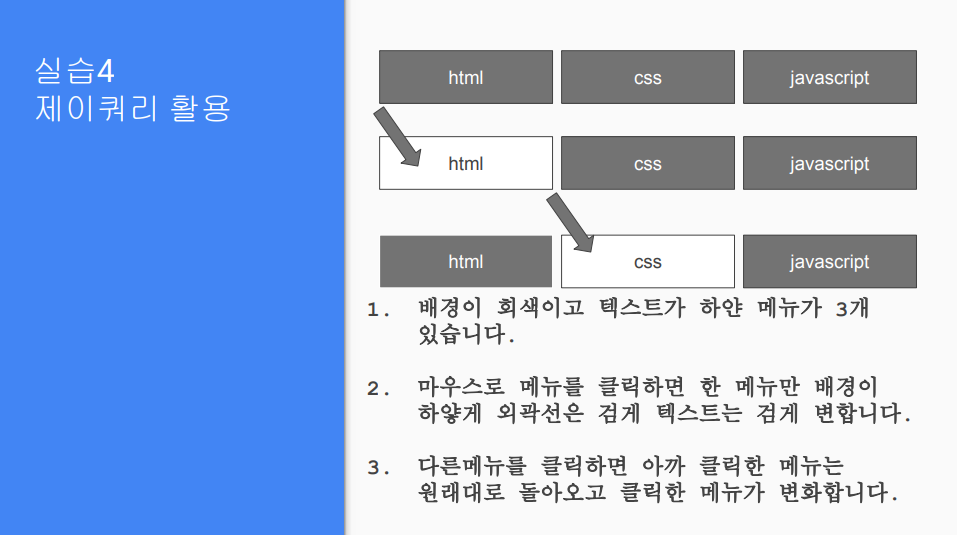 실습4
제이쿼리 활용
html css javascript
html css javascript
html css javascript
1. 배경이 회색이고 텍스트가 하얀 메뉴가 3개
있습니다.
2. 마우스로 메뉴를 클릭하면 한 메뉴만 배경이
하얗게 외곽선은 검게 텍스트는 검게 변합니다.
3. 다른메뉴를 클릭하면 아까 클릭한 메뉴는
원래대로 돌아오고 클릭한 메뉴가 변화합니다.